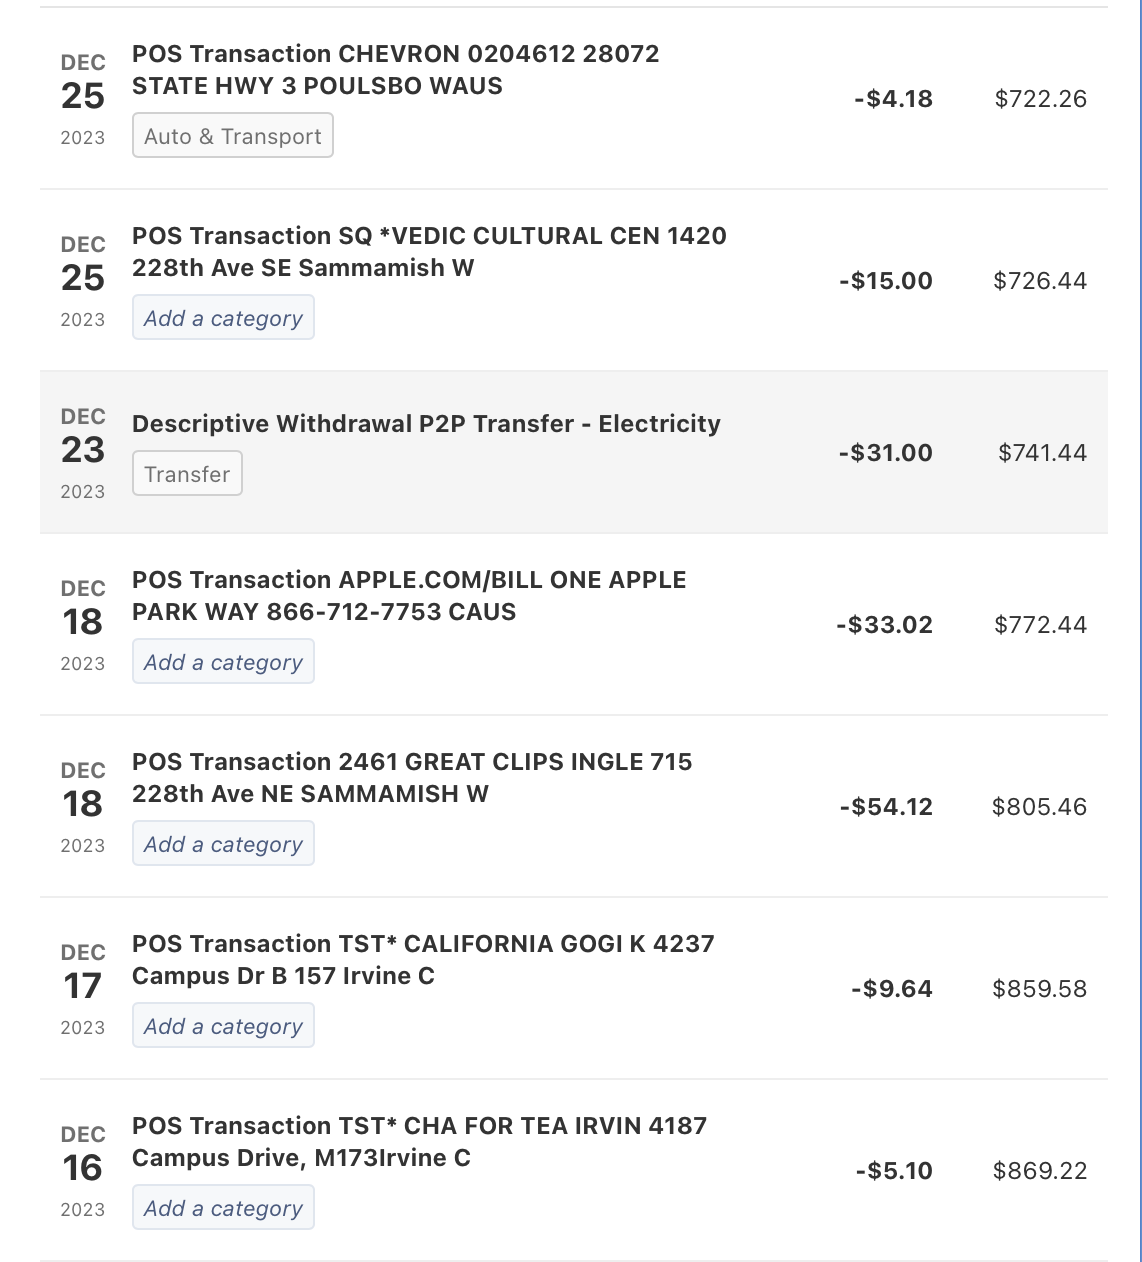 DEC
25
2023
POS Transaction CHEVRON 0204612 28072
STATE HWY 3 POULSBO WAUS
Auto & Transport
-$4.18
$722.26
DEC
25
2023
POS Transaction SQ *VEDIC CULTURAL CEN 1420
228th Ave SE Sammamish W
Add a category
-$15.00
$726.44
DEC
23
2023
Descriptive Withdrawal P2P Transfer - Electricity
Transfer
-$31.00
$741.44
DEC
18
2023
POS Transaction APPLE.COM/BILL ONE APPLE
PARK WAY 866-712-7753 CAUS
Add a category
-$33.02
$772.44
DEC
18
2023
POS Transaction 2461 GREAT CLIPS INGLE 715
228th Ave NE SAMMAMISH W
Add a category
-$54.12
$805.46
DEC
17
2023
POS Transaction TST* CALIFORNIA GOGI K 4237
Campus Dr B 157 Irvine C
Add a category
-$9.64
$859.58
DEC
16
2023
POS Transaction TST* CHA FOR TEA IRVIN 4187
Campus Drive, M173Irvine C
Add a category
-$5.10
$869.22